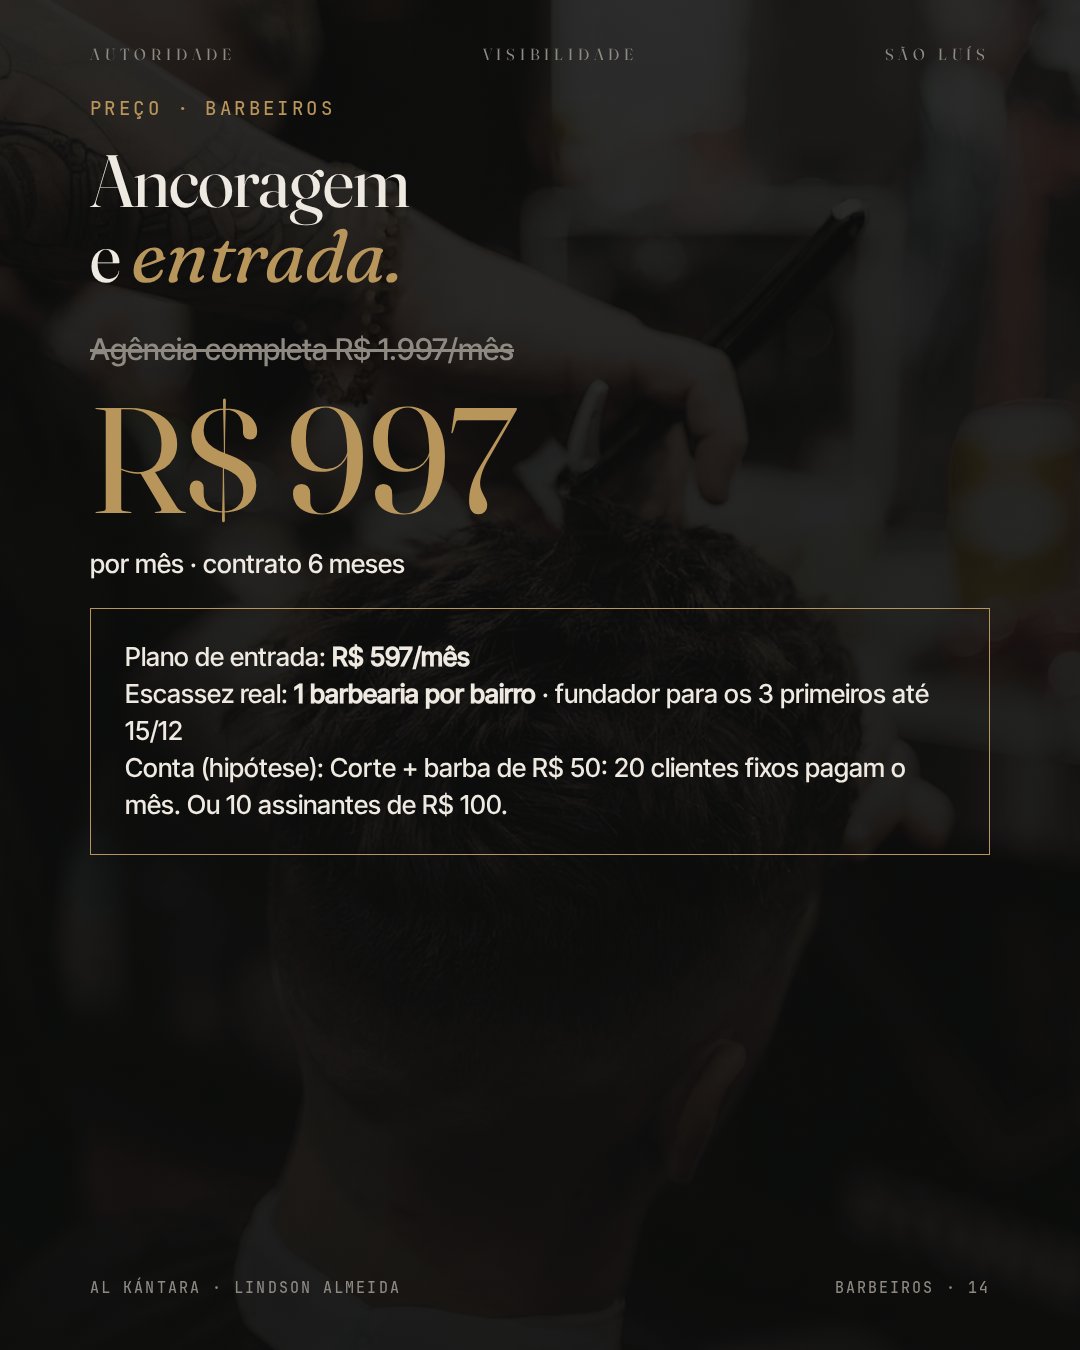 AUTORIDADE VISIBILIDADE SÃO LUÍS
PREÇO · BARBEIROS
Ancoragem
e entrada.
Agência completa R$ 1.997/mês
R$ 997
por mês · contrato 6 meses
Plano de entrada: R$ 597/mês
Escassez real: 1 barbearia por bairro · fundador para os 3 primeiros até
15/12
Conta (hipótese): Corte + barba de R$ 50: 20 clientes fixos pagam o
mês. Ou 10 assinantes de R$ 100.
AL KÁNTARA · LINDSON ALMEIDA BARBEIROS · 14